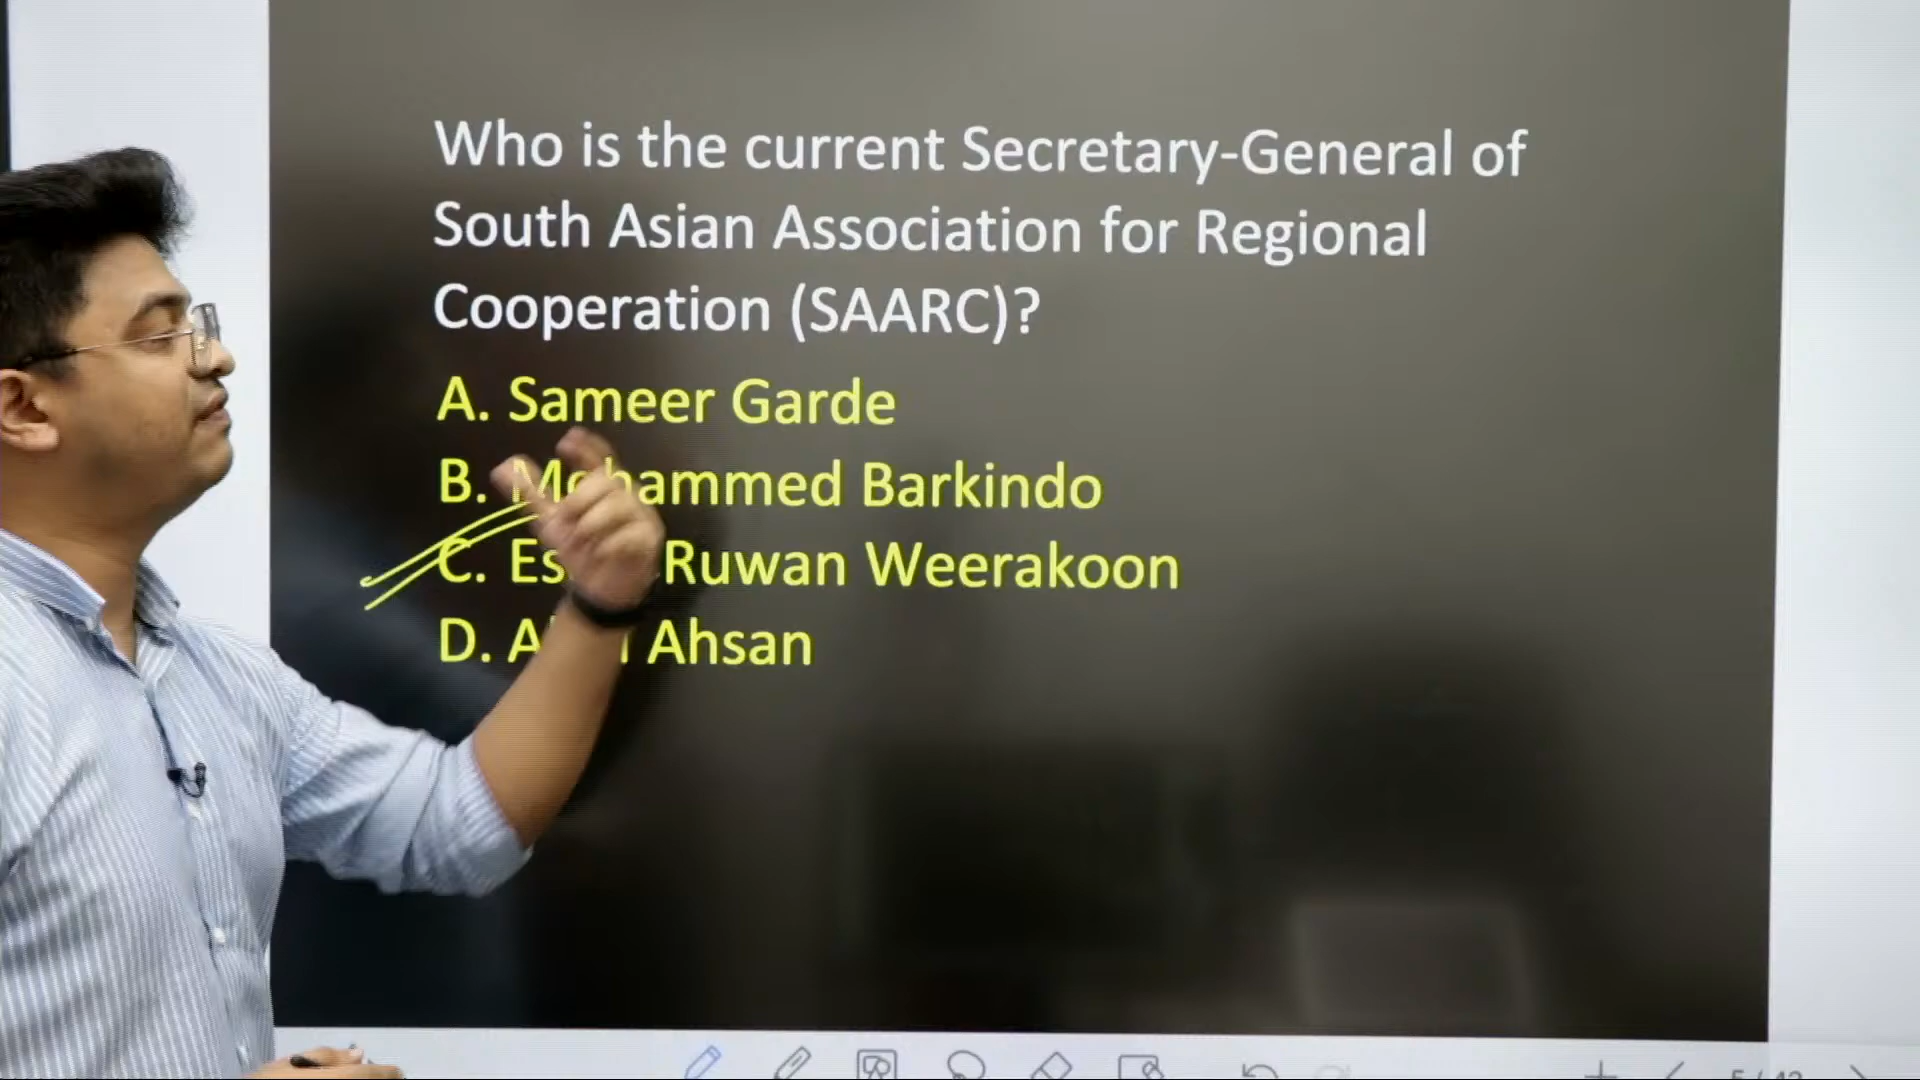 Who is the current Secretary-General of
South Asian Association for Regional
Cooperation (SAARC)?
A. Sameer Garde
B. Mohammed Barkindo
C. Ruwan Weerakoon
D. Ahsan